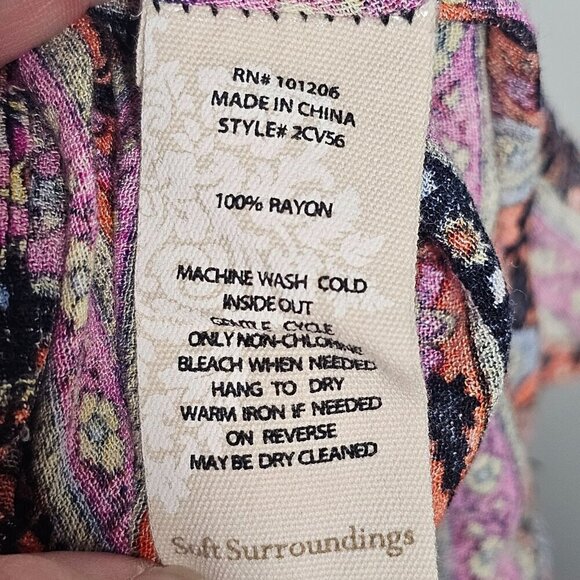 RN# 101206
MADE IN CHINA
STYLE# 2CV56
100% RAYON
MACHINE WASH COLD
INSIDE OUT
GENTLE CYCLE
ONLY NON-CHLORINE
BLEACH WHEN NEEDED
HANG TO DRY
WARM IRON IF NEEDED
ON REVERSE
MAY BE DRY CLEANED
Soft Surroundings